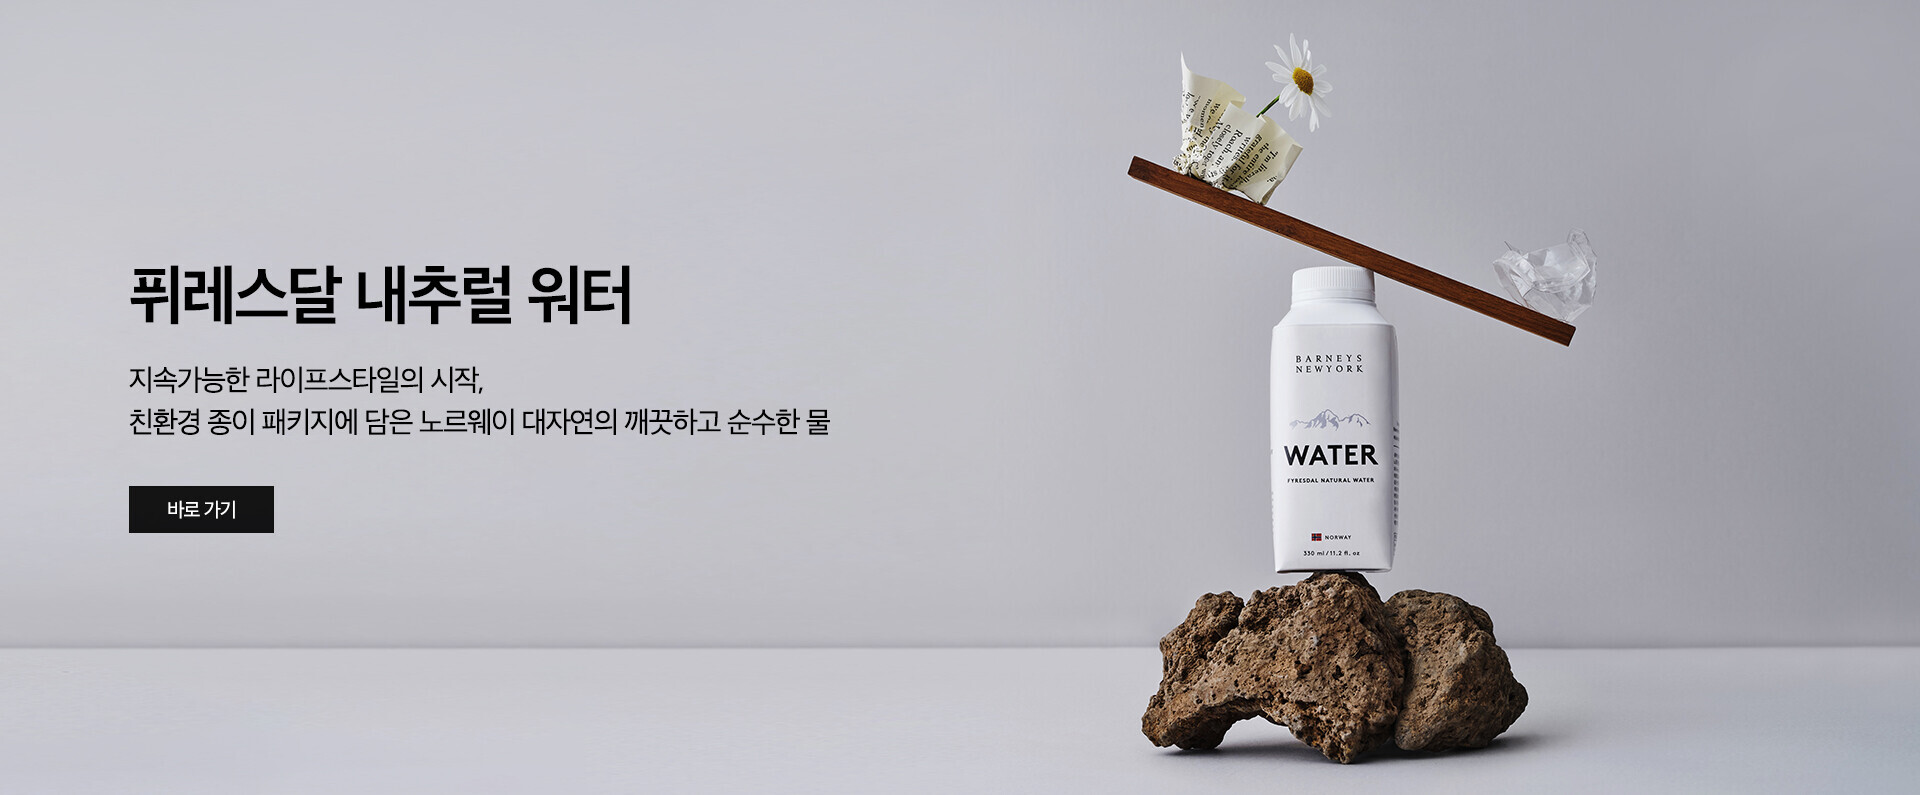 퓌레스달 내추럴 워터
지속가능한 라이프스타일의 시작,
친환경 종이 패키지에 담은 노르웨이 대자연의 깨끗하고 순수한 물
바로 가기
BARNEYS
NEWYORK
WATER
FYRESDAL NATURAL WATER
NORWAY
330 ml / 11.2 fl. oz